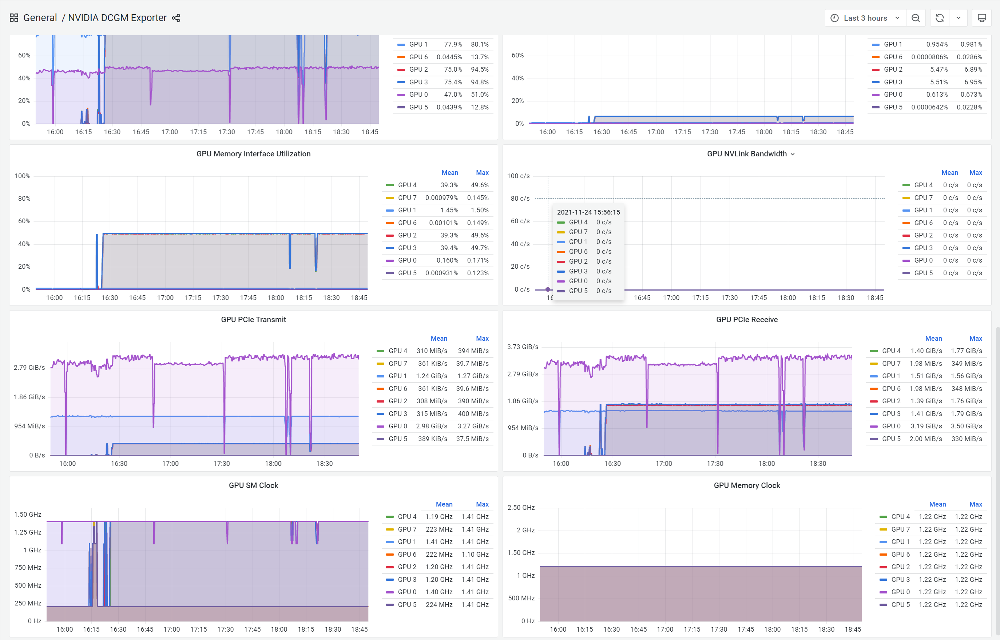 General / NVIDIA DCGM Exporter
Last 3 hours
60%
40%
20%
0%
16:00 16:15 16:30 16:45 17:00 17:15 17:30 17:45 18:00 18:15 18:30 18:45
GPU 1 77.9% 80.1%
GPU 6 0.0445% 13.7%
GPU 2 75.0% 94.5%
GPU 3 75.4% 94.8%
GPU 0 47.0% 51.0%
GPU 5 0.0439% 12.8%
60%
40%
20%
0%
16:00 16:15 16:30 16:45 17:00 17:15 17:30 17:45 18:00 18:15 18:30 18:45
GPU 1 0.954% 0.981%
GPU 6 0.0000806% 0.0286%
GPU 2 5.47% 6.89%
GPU 3 5.51% 6.95%
GPU 0 0.613% 0.673%
GPU 5 0.0000642% 0.0228%
GPU Memory Interface Utilization
100%
80%
60%
40%
20%
0%
16:00 16:15 16:30 16:45 17:00 17:15 17:30 17:45 18:00 18:15 18:30 18:45
Mean Max
GPU 4 39.3% 49.6%
GPU 7 0.000979% 0.145%
GPU 1 1.45% 1.50%
GPU 6 0.00101% 0.149%
GPU 2 39.3% 49.6%
GPU 3 39.4% 49.7%
GPU 0 0.160% 0.171%
GPU 5 0.000931% 0.123%
GPU NVLink Bandwidth
100 c/s
80 c/s
60 c/s
40 c/s
20 c/s
0 c/s
2021-11-24 15:56:15
GPU 4 0 c/s
GPU 7 0 c/s
GPU 1 0 c/s
GPU 6 0 c/s
GPU 2 0 c/s
GPU 3 0 c/s
GPU 0 0 c/s
GPU 5 0 c/s
16 16:45 17:00 17:15 17:30 17:45 18:00 18:15 18:30 18:45
Mean Max
GPU 4 0 c/s 0 c/s
GPU 7 0 c/s 0 c/s
GPU 1 0 c/s 0 c/s
GPU 6 0 c/s 0 c/s
GPU 2 0 c/s 0 c/s
GPU 3 0 c/s 0 c/s
GPU 0 0 c/s 0 c/s
GPU 5 0 c/s 0 c/s
GPU PCIe Transmit
2.79 GiB/s
1.86 GiB/s
954 MiB/s
0 B/s
16:00 16:30 17:00 17:30 18:00 18:30
Mean Max
GPU 4 310 MiB/s 394 MiB/s
GPU 7 361 KiB/s 39.7 MiB/s
GPU 1 1.24 GiB/s 1.27 GiB/s
GPU 6 361 KiB/s 39.6 MiB/s
GPU 2 308 MiB/s 390 MiB/s
GPU 3 315 MiB/s 400 MiB/s
GPU 0 2.98 GiB/s 3.27 GiB/s
GPU 5 389 KiB/s 37.5 MiB/s
GPU PCIe Receive
3.73 GiB/s
2.79 GiB/s
1.86 GiB/s
954 MiB/s
0 B/s
16:00 16:30 17:00 17:30 18:00 18:30
Mean Max
GPU 4 1.40 GiB/s 1.77 GiB/s
GPU 7 1.98 MiB/s 349 MiB/s
GPU 1 1.51 GiB/s 1.56 GiB/s
GPU 6 1.98 MiB/s 348 MiB/s
GPU 2 1.39 GiB/s 1.76 GiB/s
GPU 3 1.41 GiB/s 1.79 GiB/s
GPU 0 3.19 GiB/s 3.50 GiB/s
GPU 5 2.00 MiB/s 330 MiB/s
GPU SM Clock
1.50 GHz
1.25 GHz
1 GHz
750 MHz
500 MHz
250 MHz
0 Hz
16:00 16:15 16:30 16:45 17:00 17:15 17:30 17:45 18:00 18:15 18:30 18:45
Mean Max
GPU 4 1.19 GHz 1.41 GHz
GPU 7 223 MHz 1.41 GHz
GPU 1 1.41 GHz 1.41 GHz
GPU 6 222 MHz 1.10 GHz
GPU 2 1.20 GHz 1.41 GHz
GPU 3 1.20 GHz 1.41 GHz
GPU 0 1.40 GHz 1.41 GHz
GPU 5 224 MHz 1.41 GHz
GPU Memory Clock
2.50 GHz
2 GHz
1.50 GHz
1 GHz
500 MHz
0 Hz
16:00 16:15 16:30 16:45 17:00 17:15 17:30 17:45 18:00 18:15 18:30 18:45
Mean Max
GPU 4 1.22 GHz 1.22 GHz
GPU 7 1.22 GHz 1.22 GHz
GPU 1 1.22 GHz 1.22 GHz
GPU 6 1.22 GHz 1.22 GHz
GPU 2 1.22 GHz 1.22 GHz
GPU 3 1.22 GHz 1.22 GHz
GPU 0 1.22 GHz 1.22 GHz
GPU 5 1.22 GHz 1.22 GHz